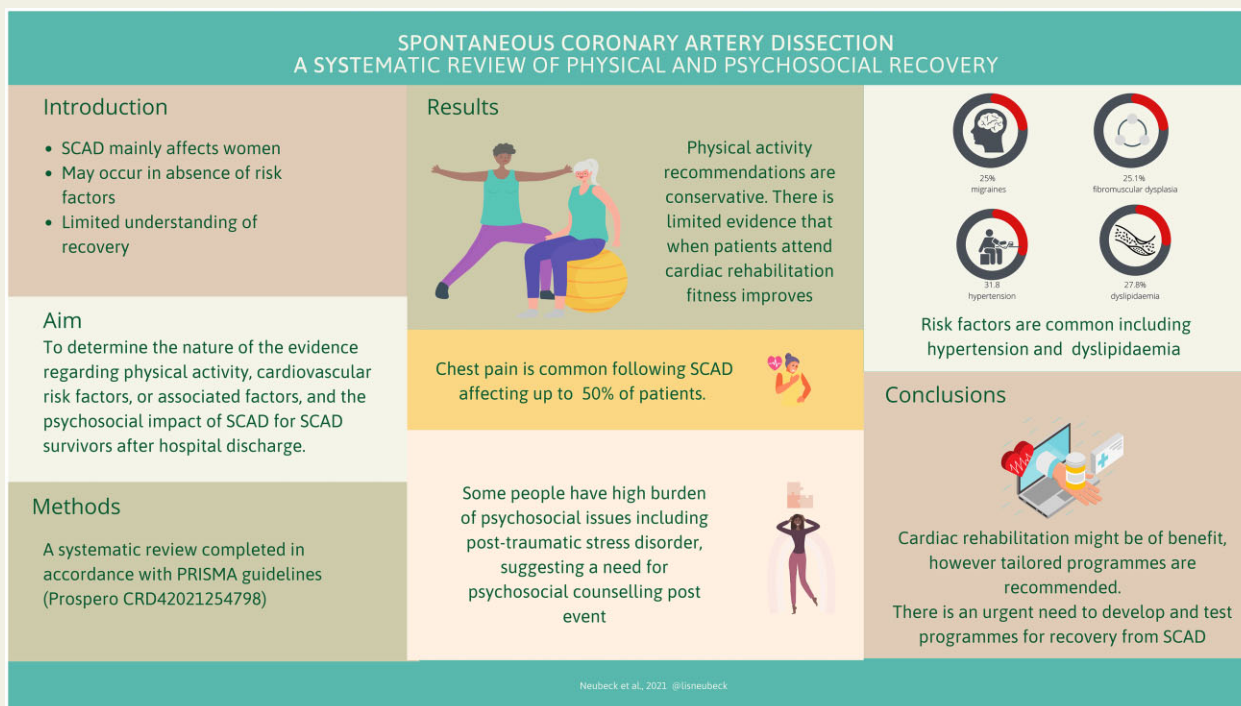 SPONTANEOUS CORONARY ARTERY DISSECTION
A SYSTEMATIC REVIEW OF PHYSICAL AND PSYCHOSOCIAL RECOVERY
Introduction
• SCAD mainly affects women
• May occur in absence of risk
factors
• Limited understanding of
recovery
Aim
To determine the nature of the evidence
regarding physical activity, cardiovascular
risk factors, or associated factors, and the
psychosocial impact of SCAD for SCAD
survivors after hospital discharge.
Methods
A systematic review completed in
accordance with PRISMA guidelines
(Prospero CRD42021254798)
Results
Physical activity
recommendations are
conservative. There is
limited evidence that
when patients attend
cardiac rehabilitation
fitness improves
Chest pain is common following SCAD
affecting up to 50% of patients.
Some people have high burden
of psychosocial issues including
post-traumatic stress disorder,
suggesting a need for
psychosocial counselling post
event
25%
migraines
25.1%
fibromuscular dysplasia
31.8
hypertension
27.8%
dyslipidaemia
Risk factors are common including
hypertension and dyslipidaemia
Conclusions
Cardiac rehabilitation might be of benefit,
however tailored programmes are
recommended.
There is an urgent need to develop and test
programmes for recovery from SCAD
Neubeck et al., 2021 @lisneubeck